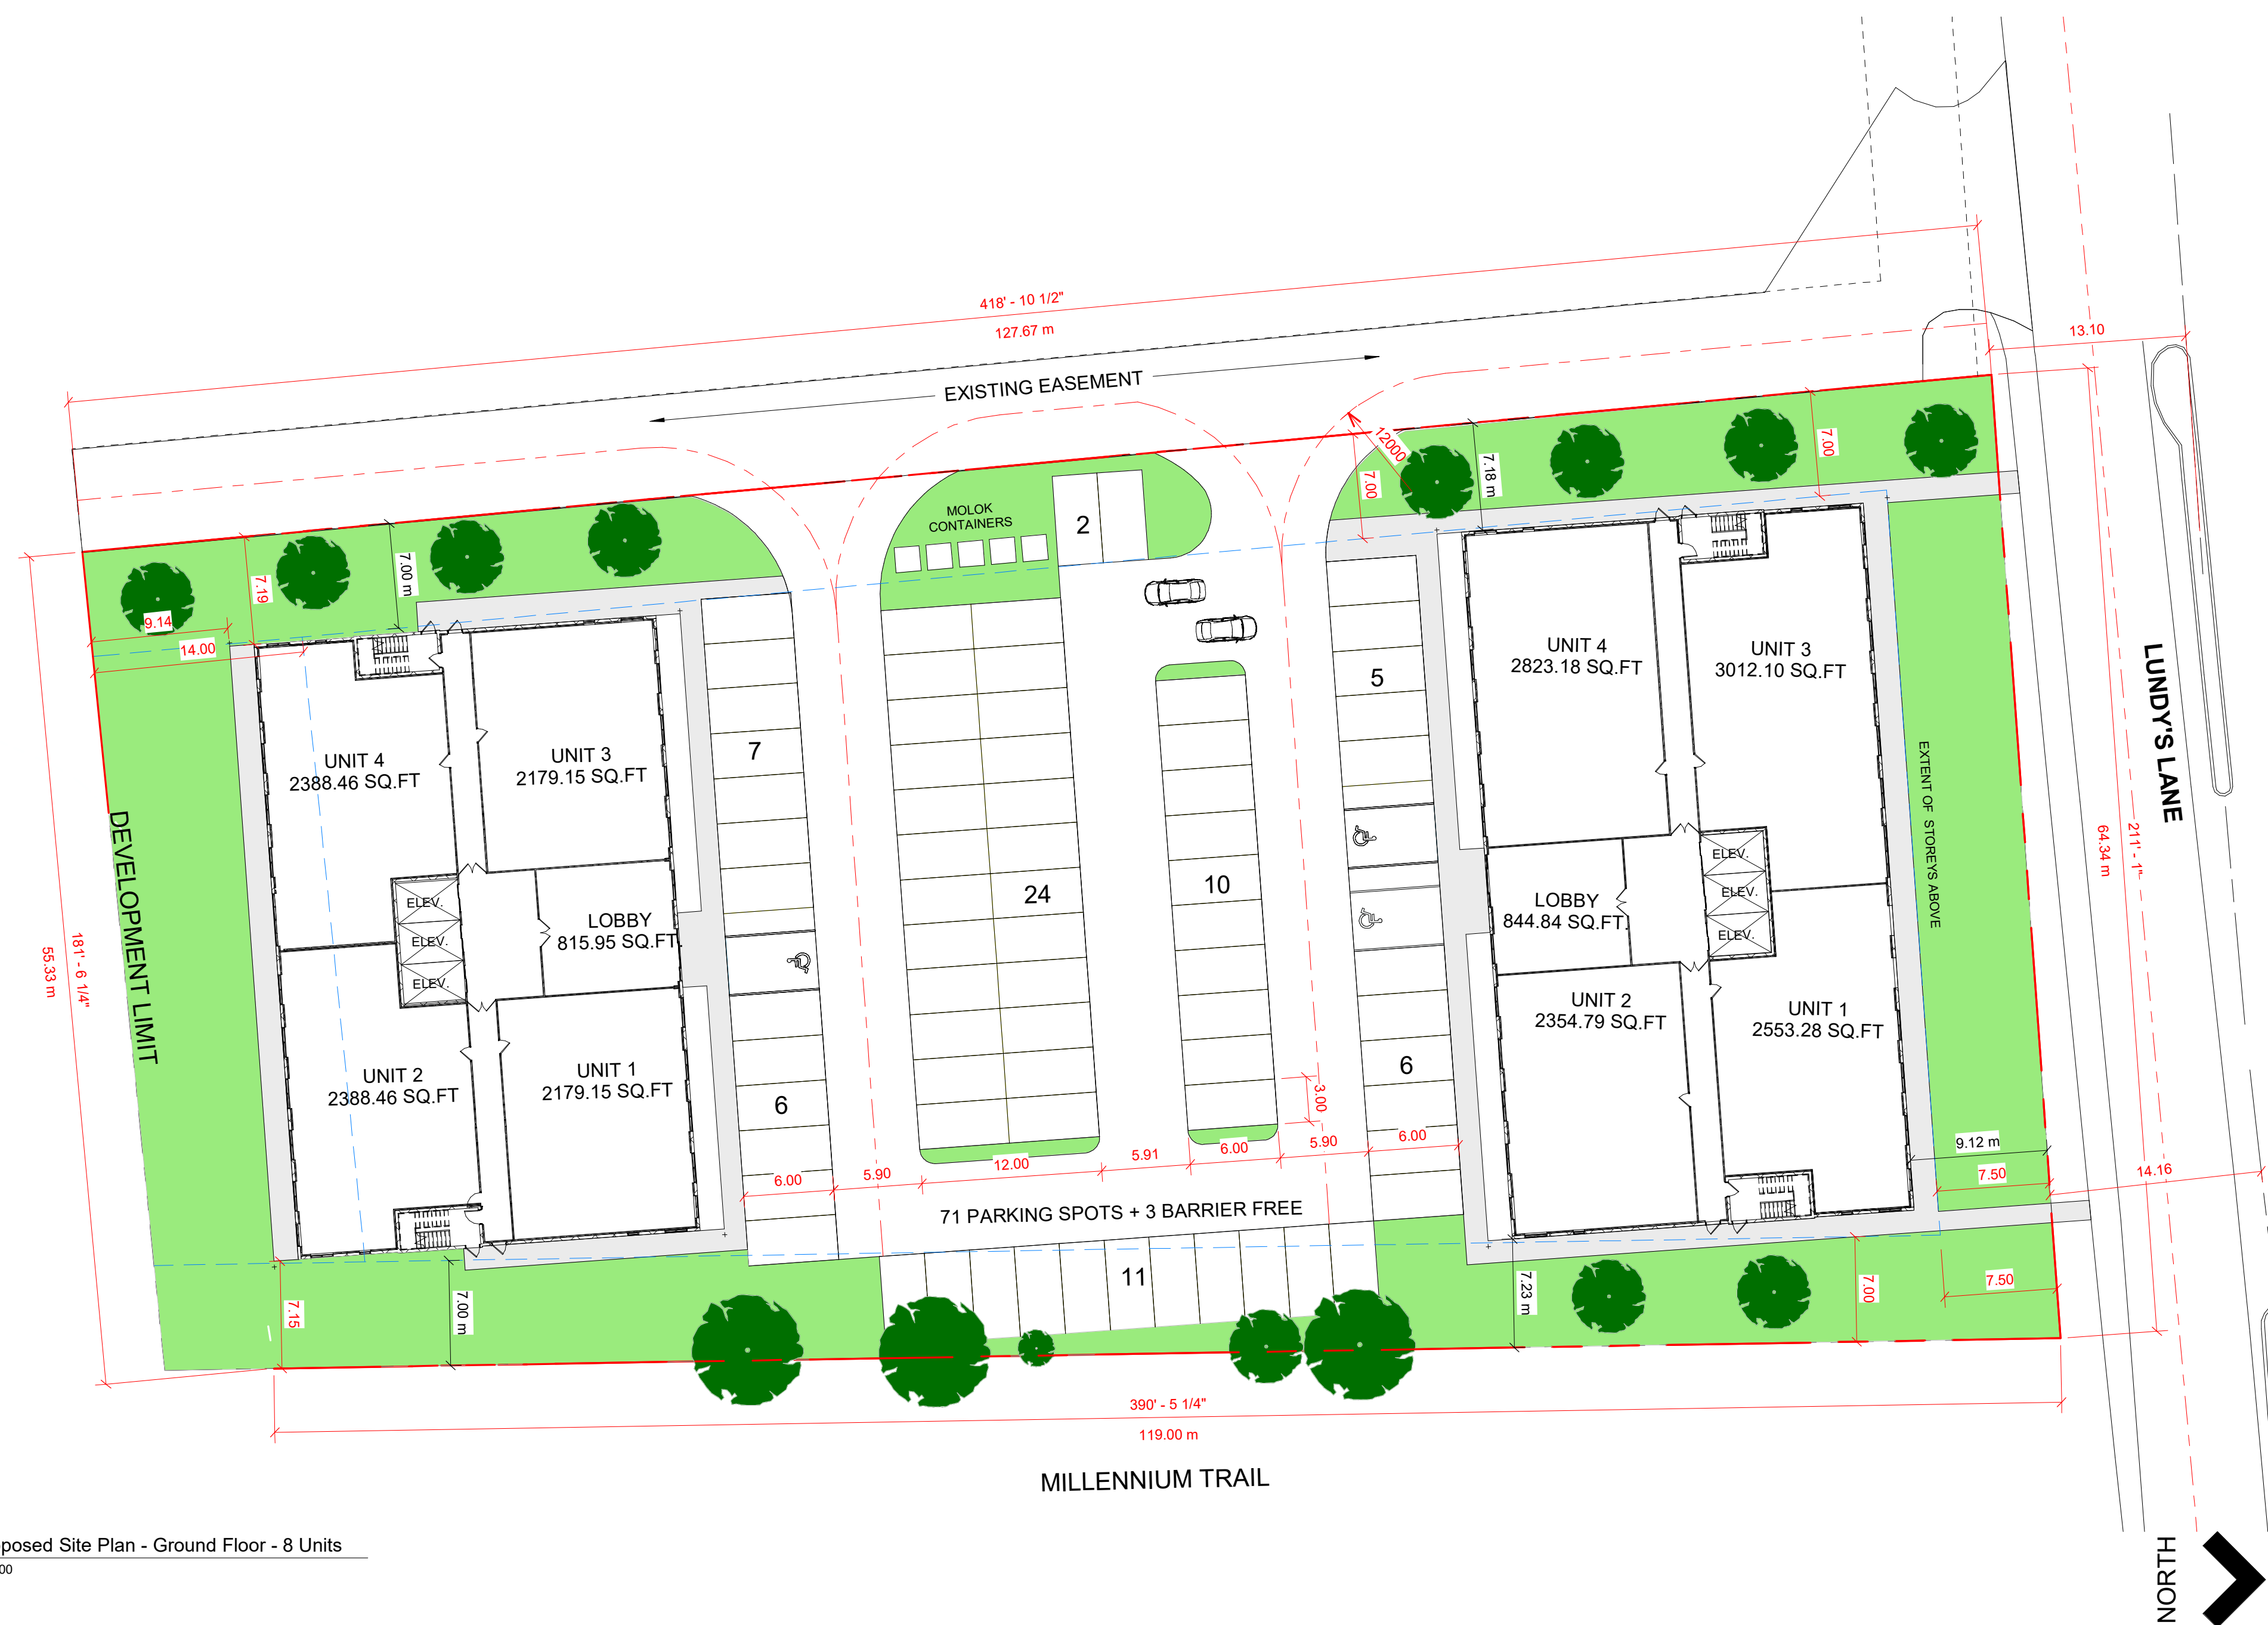 418' - 10 1/2"
127.67 m
13.10
EXISTING EASEMENT
12000
7.00
7.18 m
7.00
MOLOK
CONTAINERS
2
7.19
7.00 m
9.14
14.00
UNIT 4
2388.46 SQ.FT
UNIT 3
2179.15 SQ.FT
7
5
UNIT 4
2823.18 SQ.FT
UNIT 3
3012.10 SQ.FT
LUNDY'S LANE
EXTENT OF STOREYS ABOVE
211' - 1"
64.34 m
DEVELOPMENT LIMIT
181' - 6 1/4"
55.33 m
ELEV.
ELEV.
ELEV.
LOBBY
815.95 SQ.FT.
24
10
LOBBY
844.84 SQ.FT.
ELEV.
ELEV.
ELEV.
UNIT 2
2388.46 SQ.FT
UNIT 1
2179.15 SQ.FT
6
6
UNIT 2
2354.79 SQ.FT
UNIT 1
2553.28 SQ.FT
3.00
6.00
5.90
12.00
5.91
6.00
5.90
6.00
9.12 m
7.50
14.16
71 PARKING SPOTS + 3 BARRIER FREE
11
7.15
7.00 m
7.23 m
7.00
7.50
390' - 5 1/4"
119.00 m
MILLENNIUM TRAIL
posed Site Plan - Ground Floor - 8 Units
00
NORTH